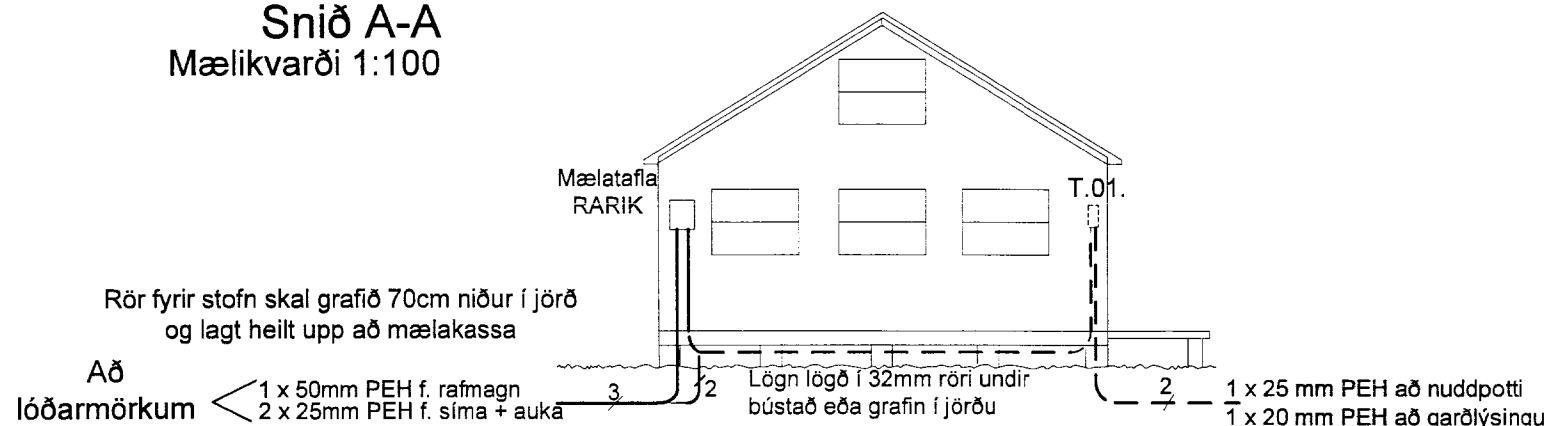 Snið A-A
Mælikvarði 1:100
Mælatafla
RARIK
T.01.
Rör fyrir stofn skal grafið 70cm niður í jörð
og lagt heilt upp að mælakassa
Að
lóðarmörkum
1 x 50mm PEH f. rafmagn
2 x 25mm PEH f. síma + auka
3
2
Lögn lögð í 32mm röri undir
bústað eða grafin í jörðu
2
1 x 25 mm PEH að nuddpotti
1 x 20 mm PEH að garðlýsingu